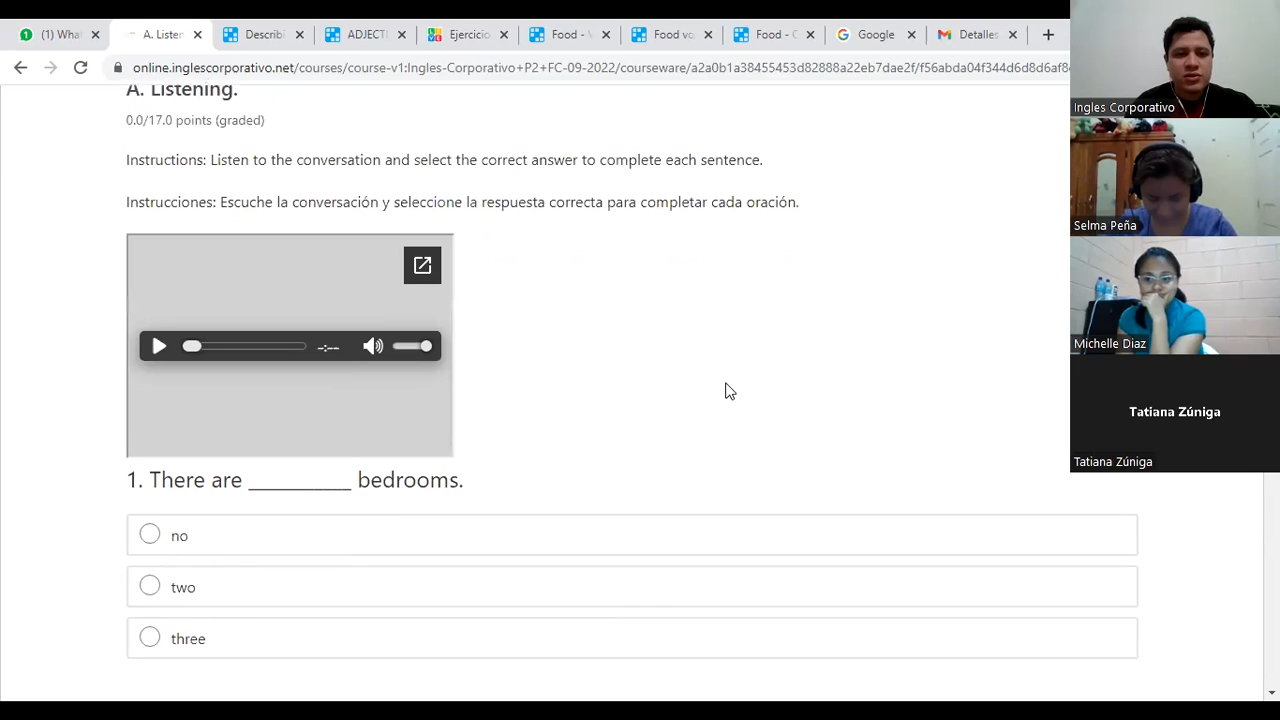 (1) What
A. Listen
Describi
ADJECTI
Ejercicio
Food - V
Food vo
Food - C
Google
Detalles
online.inglescorporativo.net/courses/course-v1:Ingles-Corporativo+P2+FC-09-2022/courseware/a2a0b1a38455453d82888a22eb7dae2f/f56abda04f344d6d8d6af8
A. Listening.
0.0/17.0 points (graded)
Instructions: Listen to the conversation and select the correct answer to complete each sentence.
Instrucciones: Escuche la conversación y seleccione la respuesta correcta para completar cada oración.
-:--
1. There are ___________ bedrooms.
no
two
three
Ingles Corporativo
Selma Peña
Michelle Diaz
Tatiana Zúniga
Tatiana Zúniga